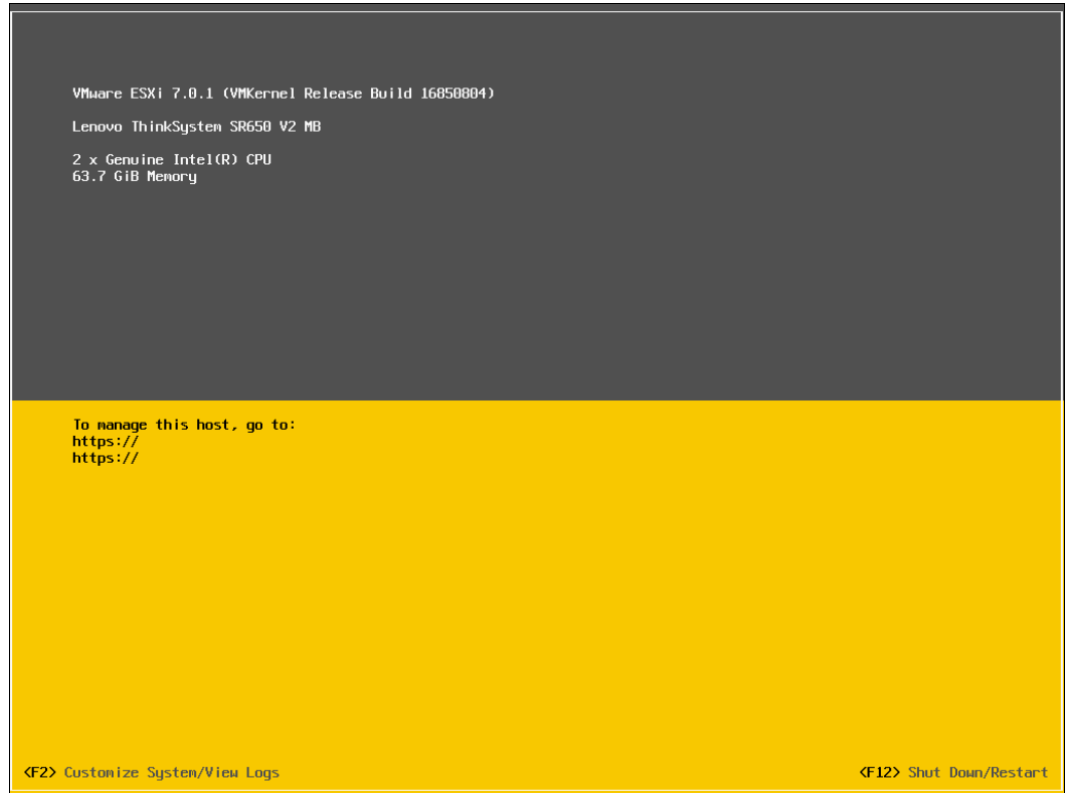 VMware ESXi 7.0.1 (VMKernel Release Build 16850804)
Lenovo ThinkSystem SR650 V2 MB
2 x Genuine Intel(R) CPU
63.7 GiB Memory
To manage this host, go to:
https://
https://
<F2> Customize System/View Logs
<F12> Shut Down/Restart